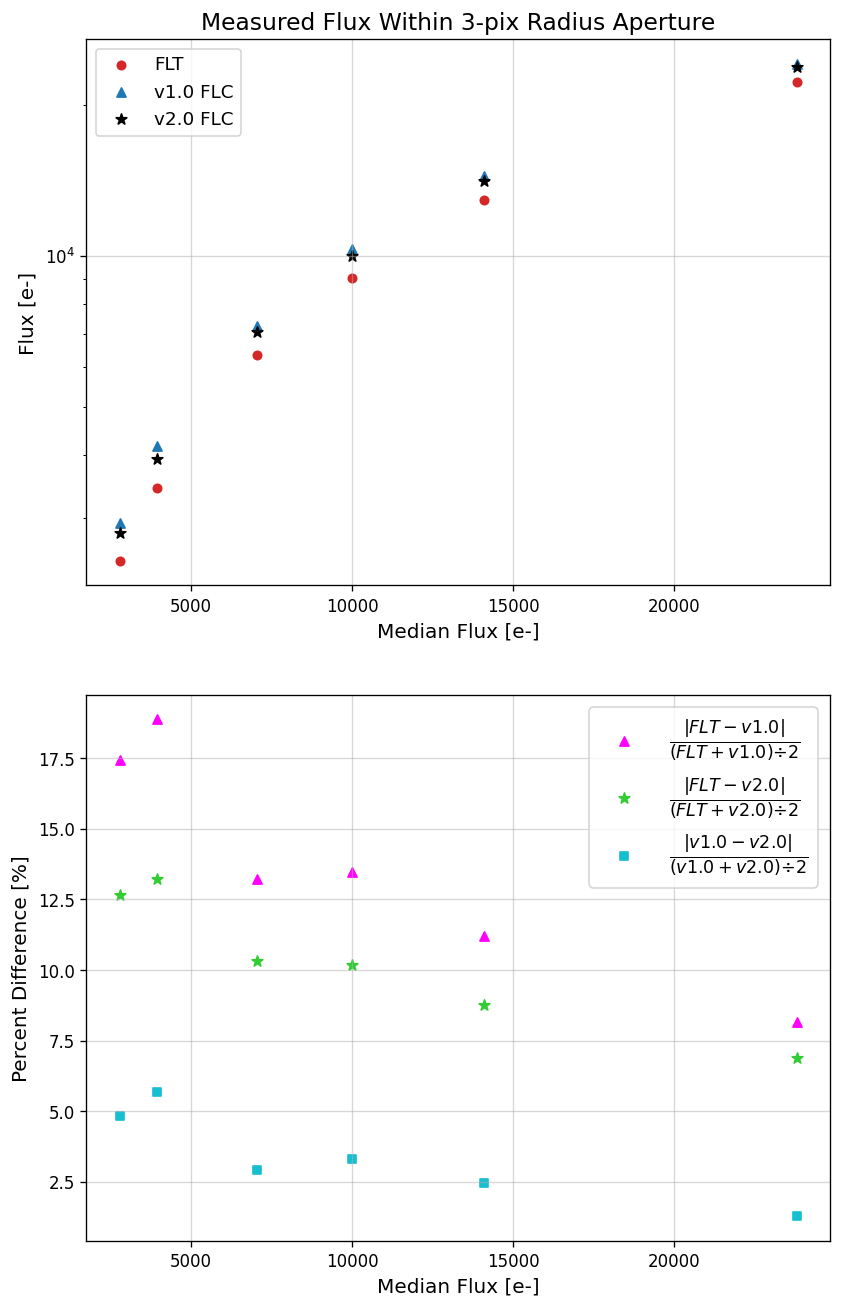 Measured Flux Within 3-pix Radius Aperture
FLT
v1.0 FLC
v2.0 FLC
10⁴
Flux [e-]
5000 10000 15000 20000
Median Flux [e-]
|FLT − v1.0|
(FLT + v1.0)÷2
|FLT − v2.0|
(FLT + v2.0)÷2
|v1.0 − v2.0|
(v1.0 + v2.0)÷2
17.5
15.0
12.5
10.0
7.5
5.0
2.5
Percent Difference [%]
5000 10000 15000 20000
Median Flux [e-]